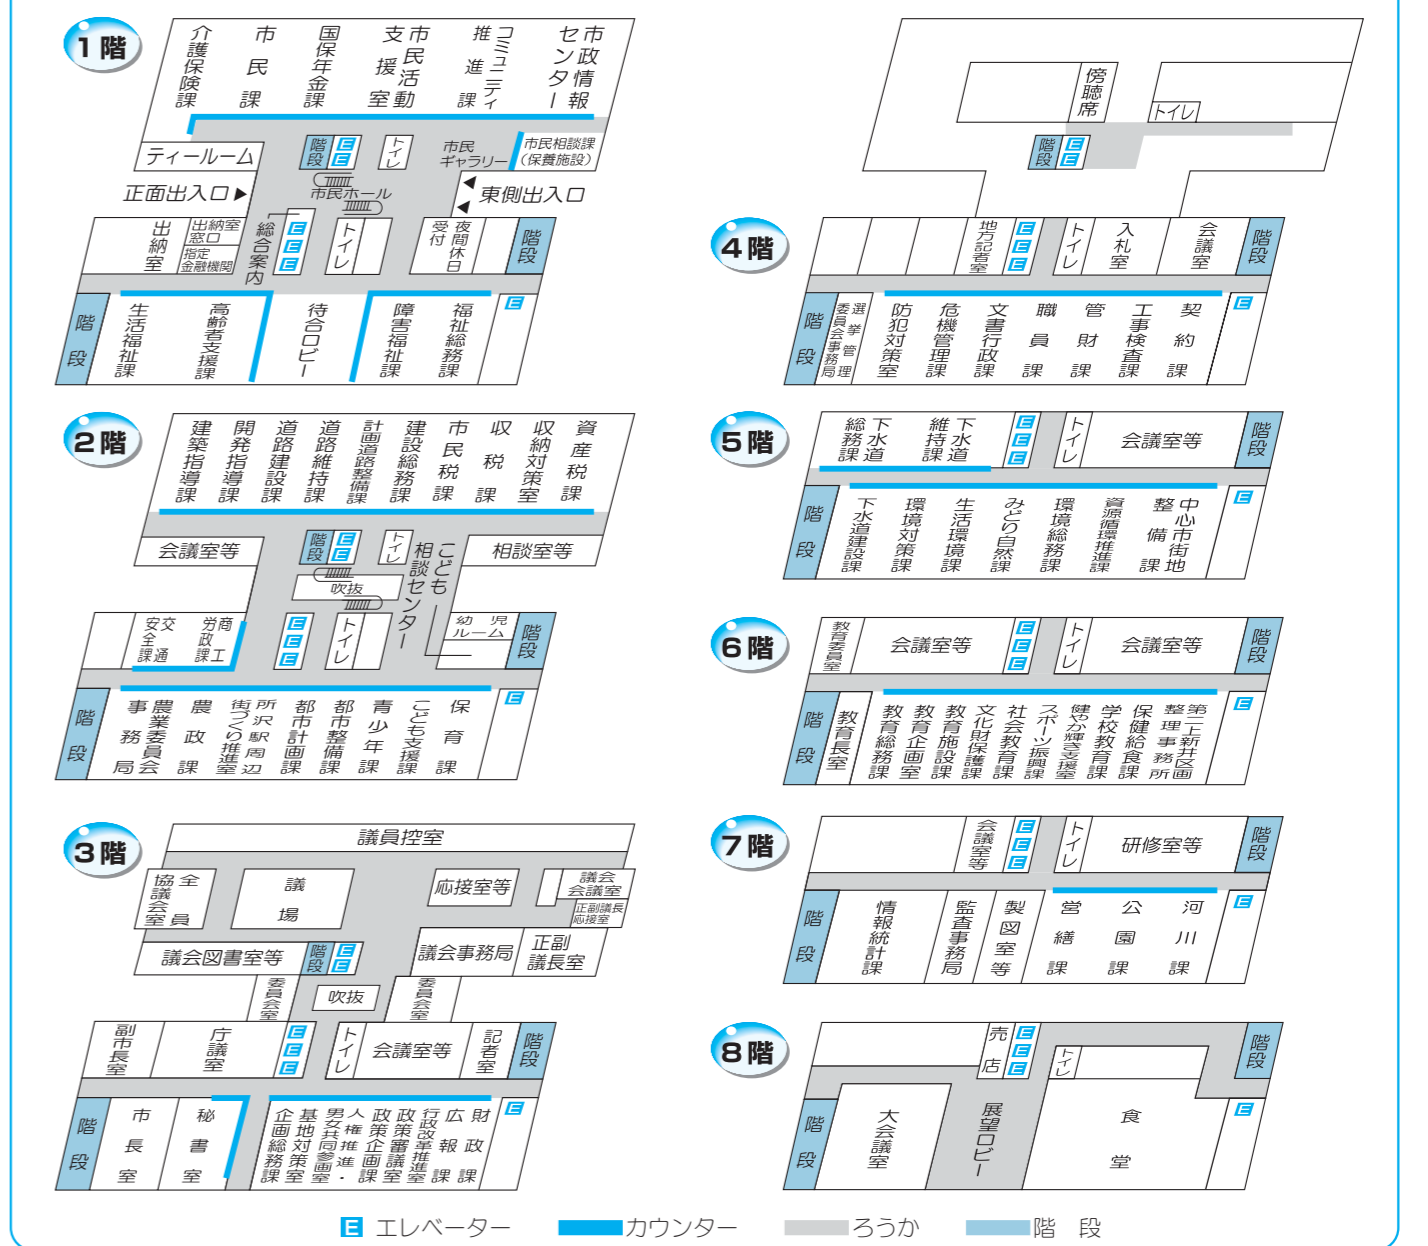 1階
介護保険課
市民課
国保年金課
市民活動
支援室
コミュニティ
推進課
市政情報
センター
ティールーム
階段
E
E
トイレ
市民
ギャラリー
市民相談課
(保養施設)
正面出入口
市民ホール
東側出入口
出納室
出納室
窓口
指定
金融機関
総合案内
E
E
E
トイレ
夜間休日
受付
階段
階段
生活福祉課
高齢者支援課
待合ロビー
障害福祉課
福祉総務課
E
2階
建築指導課
開発指導課
道路建設課
道路維持課
計画道路整備課
建設総務課
市民税課
収税課
収納対策室
資産税課
会議室等
階段
E
E
トイレ
こども
相談センター
相談室等
吹抜
交通
安全課
商工
労政課
E
E
E
トイレ
幼児
ルーム
階段
階段
農業委員会
事務局
農政課
所沢駅周辺
街づくり推進室
都市計画課
都市整備課
青少年課
こども支援課
保育課
E
3階
議員控室
全員
協議会室
議場
応接室等
議会
会議室
正副議長
応接室
議会図書室等
階段
E
E
議会事務局
正副
議長室
委員会室
吹抜
委員会室
副市長室
庁議室
E
E
E
トイレ
会議室等
記者室
階段
階段
市長室
秘書室
企画総務課
基地対策室
人権推進・
男女共同参画室
政策企画課
政策審議室
行政改革推進室
広報課
財政課
E
4階
傍聴席
トイレ
階段
E
E
地方記者室
E
E
E
トイレ
入札室
会議室
階段
階段
選挙管理
委員会事務局
防犯対策室
危機管理課
文書行政課
職員課
管財課
工事検査課
契約課
E
5階
下水道
総務課
下水道
維持課
E
E
E
トイレ
会議室等
階段
階段
下水道建設課
環境対策課
生活環境課
みどり自然課
環境総務課
資源循環推進課
中心市街地
整備課
E
6階
教育委員室
会議室等
E
E
E
トイレ
会議室等
階段
階段
教育長室
教育総務課
教育企画室
教育施設課
文化財保護課
社会教育課
スポーツ振興課
健やか輝き支援室
学校教育課
保健給食課
第二上新井区画
整理事務所
E
7階
会議室等
E
E
E
トイレ
研修室等
階段
階段
情報統計課
監査事務局
製図室等
営繕課
公園課
河川課
E
8階
売店
E
E
E
トイレ
階段
階段
大会議室
展望ロビー
食堂
E
E エレベーター
カウンター
ろうか
階段